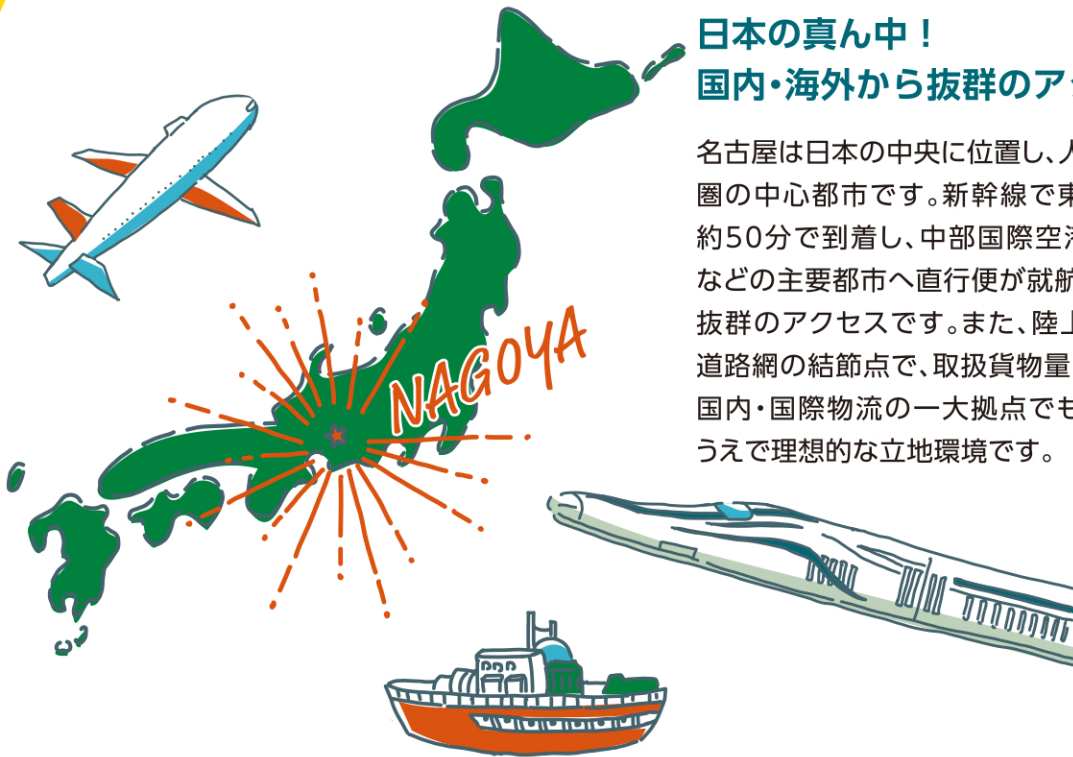 日本の真ん中！
国内・海外から抜群のア
名古屋は日本の中央に位置し、人
圏の中心都市です。新幹線で東
約50分で到着し、中部国際空港
などの主要都市へ直行便が就航
抜群のアクセスです。また、陸上
道路網の結節点で、取扱貨物量
国内・国際物流の一大拠点でも
うえで理想的な立地環境です。
NAGOYA